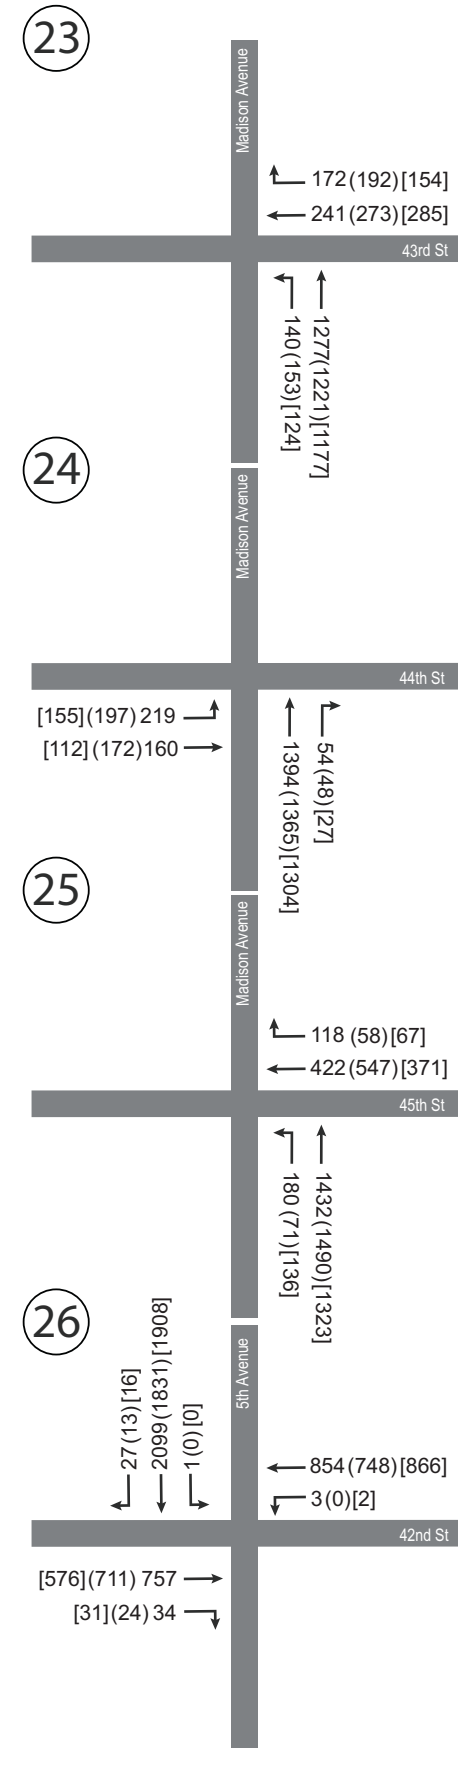 23
Madison Avenue
172(192)[154]
241(273)[285]
43rd St
140(153)[124]
1277(1221)[1177]
24
Madison Avenue
44th St
[155](197)219
[112](172)160
1394(1365)[1304]
54(48)[27]
25
Madison Avenue
118 (58)[67]
422(547)[371]
45th St
180(71)[136]
1432(1490)[1323]
26
5th Avenue
27(13)[16]
2099(1831)[1908]
1(0)[0]
854(748)[866]
3(0)[2]
42nd St
[576](711) 757
[31](24)34